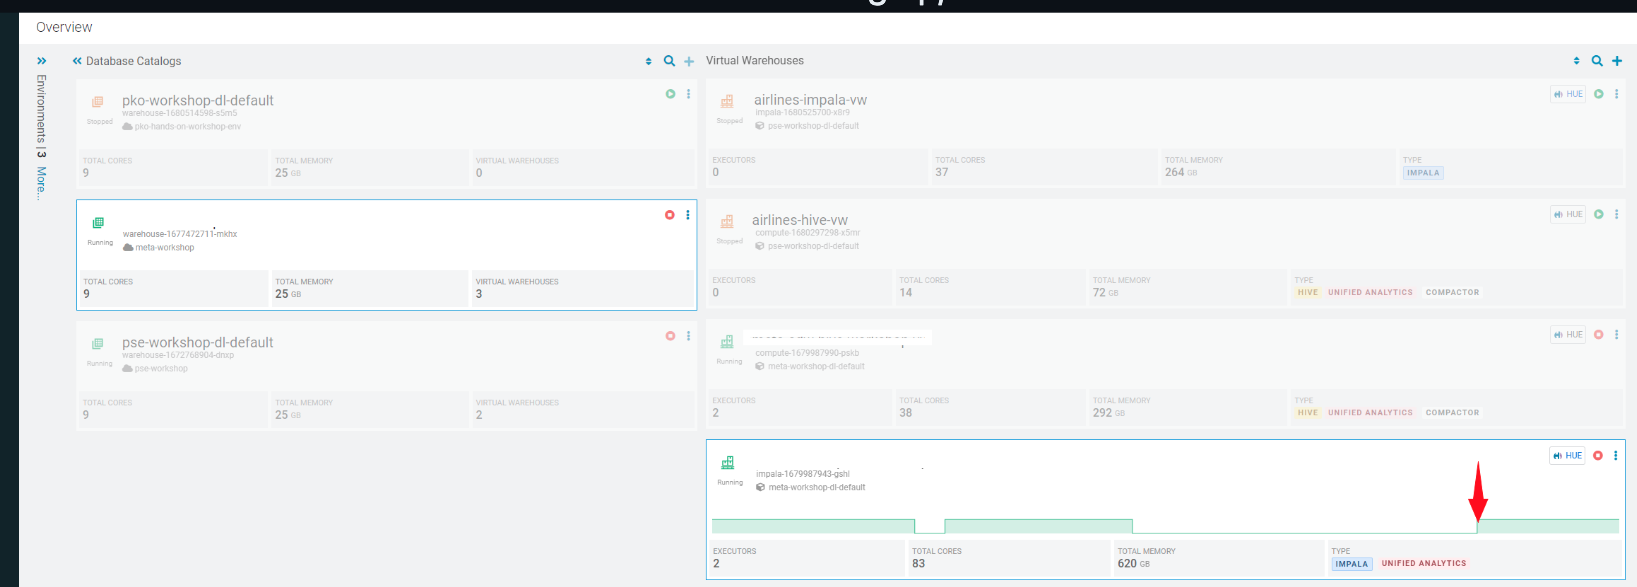 Overview
Environments | 3 More...
Database Catalogs
pko-workshop-dl-default
warehouse-1680514598-s5m5
Stopped
pko-hands-on-workshop-env
TOTAL CORES
9
TOTAL MEMORY
25 GB
VIRTUAL WAREHOUSES
0
warehouse-1677472711-mkhx
Running
meta-workshop
TOTAL CORES
9
TOTAL MEMORY
25 GB
VIRTUAL WAREHOUSES
3
pse-workshop-dl-default
warehouse-1672768904-dnxp
Running
pse-workshop
TOTAL CORES
9
TOTAL MEMORY
25 GB
VIRTUAL WAREHOUSES
2
Virtual Warehouses
airlines-impala-vw
HUE
impala-1680525700-x8r9
Stopped
pse-workshop-dl-default
EXECUTORS
0
TOTAL CORES
37
TOTAL MEMORY
264 GB
TYPE
IMPALA
airlines-hive-vw
HUE
compute-1680297298-x5mr
Stopped
pse-workshop-dl-default
EXECUTORS
0
TOTAL CORES
14
TOTAL MEMORY
72 GB
TYPE
HIVE UNIFIED ANALYTICS COMPACTOR
HUE
compute-1679987990-pskb
Running
meta-workshop-dl-default
EXECUTORS
2
TOTAL CORES
38
TOTAL MEMORY
292 GB
TYPE
HIVE UNIFIED ANALYTICS COMPACTOR
HUE
impala-1679987943-gshl
Running
meta-workshop-dl-default
EXECUTORS
2
TOTAL CORES
83
TOTAL MEMORY
620 GB
TYPE
IMPALA UNIFIED ANALYTICS